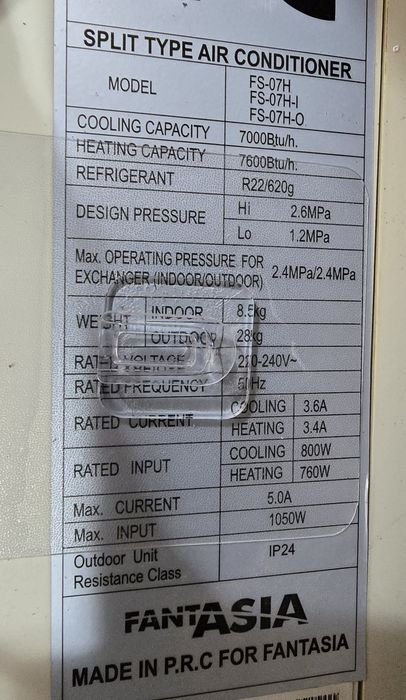 SPLIT TYPE AIR CONDITIONER
MODEL FS-07H
FS-07H-I
FS-07H-O
COOLING CAPACITY 7000Btu/h.
HEATING CAPACITY 7600Btu/h.
REFRIGERANT R22/620g
DESIGN PRESSURE Hi 2.6MPa
Lo 1.2MPa
Max. OPERATING PRESSURE FOR
EXCHANGER (INDOOR/OUTDOOR) 2.4MPa/2.4MPa
WEIGHT INDOOR 8.5kg
OUTDOOR 28kg
RATED VOLTAGE 220-240V~
RATED FREQUENCY 50Hz
RATED CURRENT COOLING 3.6A
HEATING 3.4A
RATED INPUT COOLING 800W
HEATING 760W
Max. CURRENT 5.0A
Max. INPUT 1050W
Outdoor Unit
Resistance Class IP24
FANTASIA
MADE IN P.R.C FOR FANTASIA